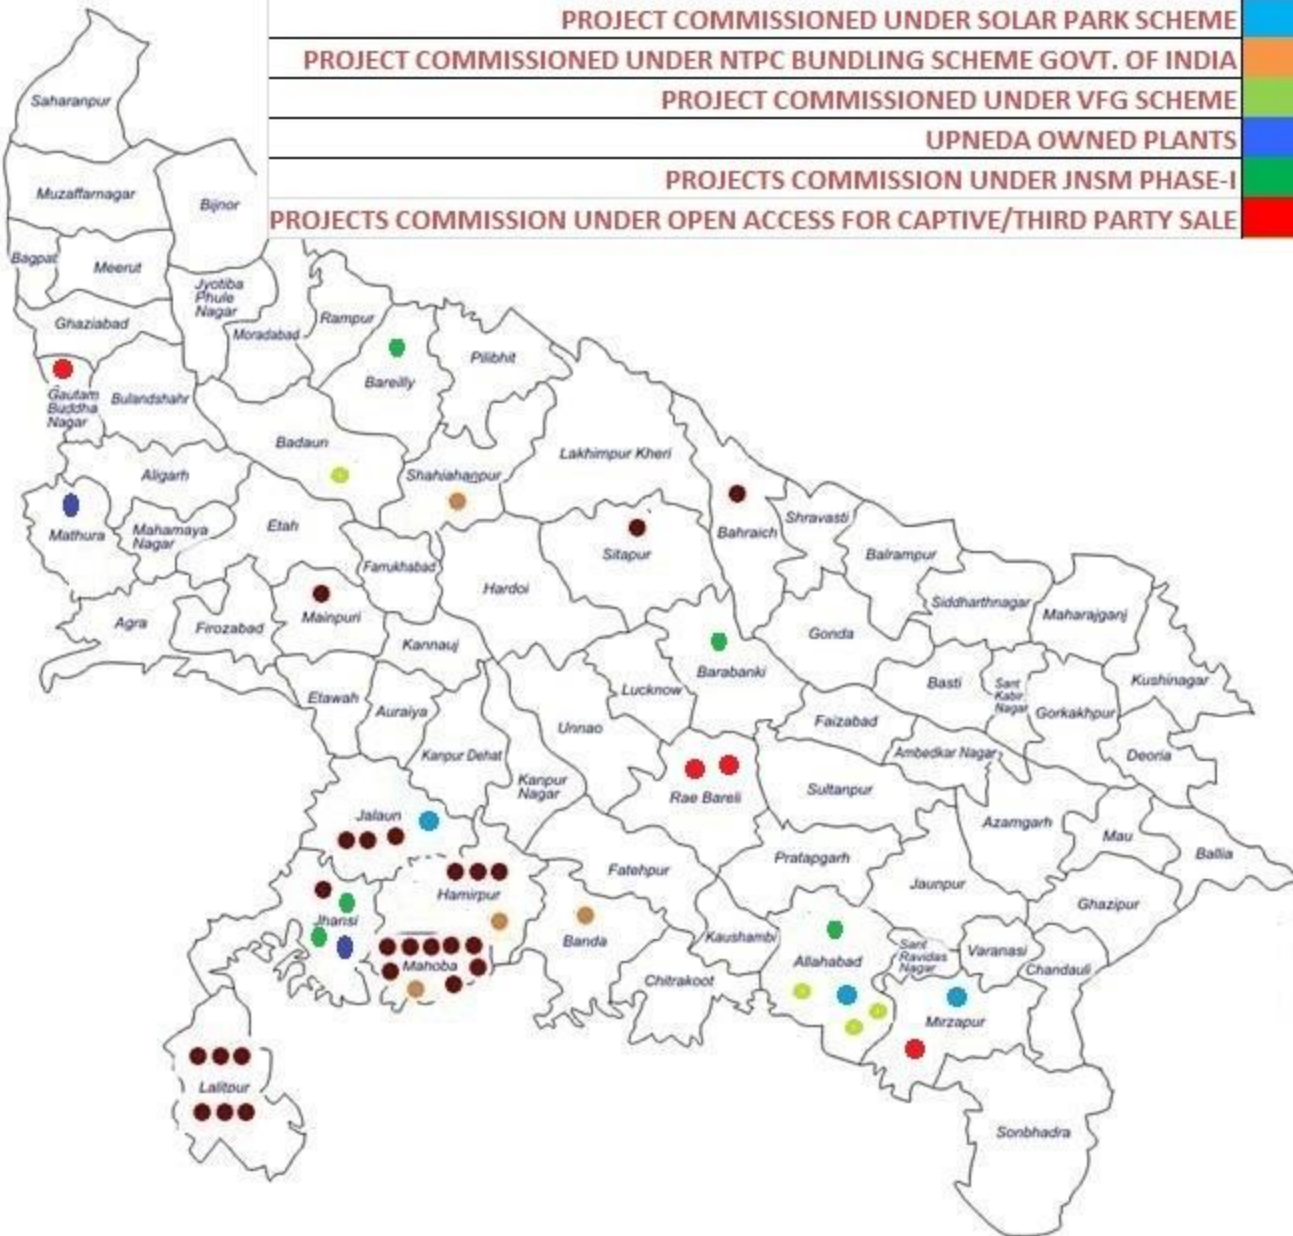 PROJECT COMMISSIONED UNDER SOLAR PARK SCHEME
PROJECT COMMISSIONED UNDER NTPC BUNDLING SCHEME GOVT. OF INDIA
PROJECT COMMISSIONED UNDER VFG SCHEME
UPNEDA OWNED PLANTS
PROJECTS COMMISSION UNDER JNSM PHASE-I
PROJECTS COMMISSION UNDER OPEN ACCESS FOR CAPTIVE/THIRD PARTY SALE
Saharanpur
Muzaffarnagar
Bijnor
Bagpat
Meerut
Jyotiba
Phule
Nagar
Ghaziabad
Moradabad
Rampur
Pilibhit
Bareilly
Gautam
Buddha
Nagar
Bulandshahr
Badaun
Lakhimpur Kheri
Aligarh
Shahjahanpur
Mathura
Mahamaya
Nagar
Etah
Shravasti
Bahraich
Sitapur
Balrampur
Farrukhabad
Hardoi
Siddharthnagar
Maharajganj
Agra
Firozabad
Mainpuri
Gonda
Kannauj
Barabanki
Kushinagar
Basti
Sant
Kabir
Nagar
Lucknow
Etawah
Auraiya
Gorkakhpur
Faizabad
Unnao
Kanpur Dehat
Ambedkar Nagar
Deoria
Kanpur
Nagar
Rae Bareli
Sultanpur
Jalaun
Azamgarh
Mau
Ballia
Pratapgarh
Fatehpur
Jaunpur
Hamirpur
Ghazipur
Jhansi
Banda
Kaushambi
Sant
Ravidas
Nagar
Varanasi
Allahabad
Mahoba
Chandauli
Chitrakoot
Mirzapur
Lalitpur
Sonbhadra